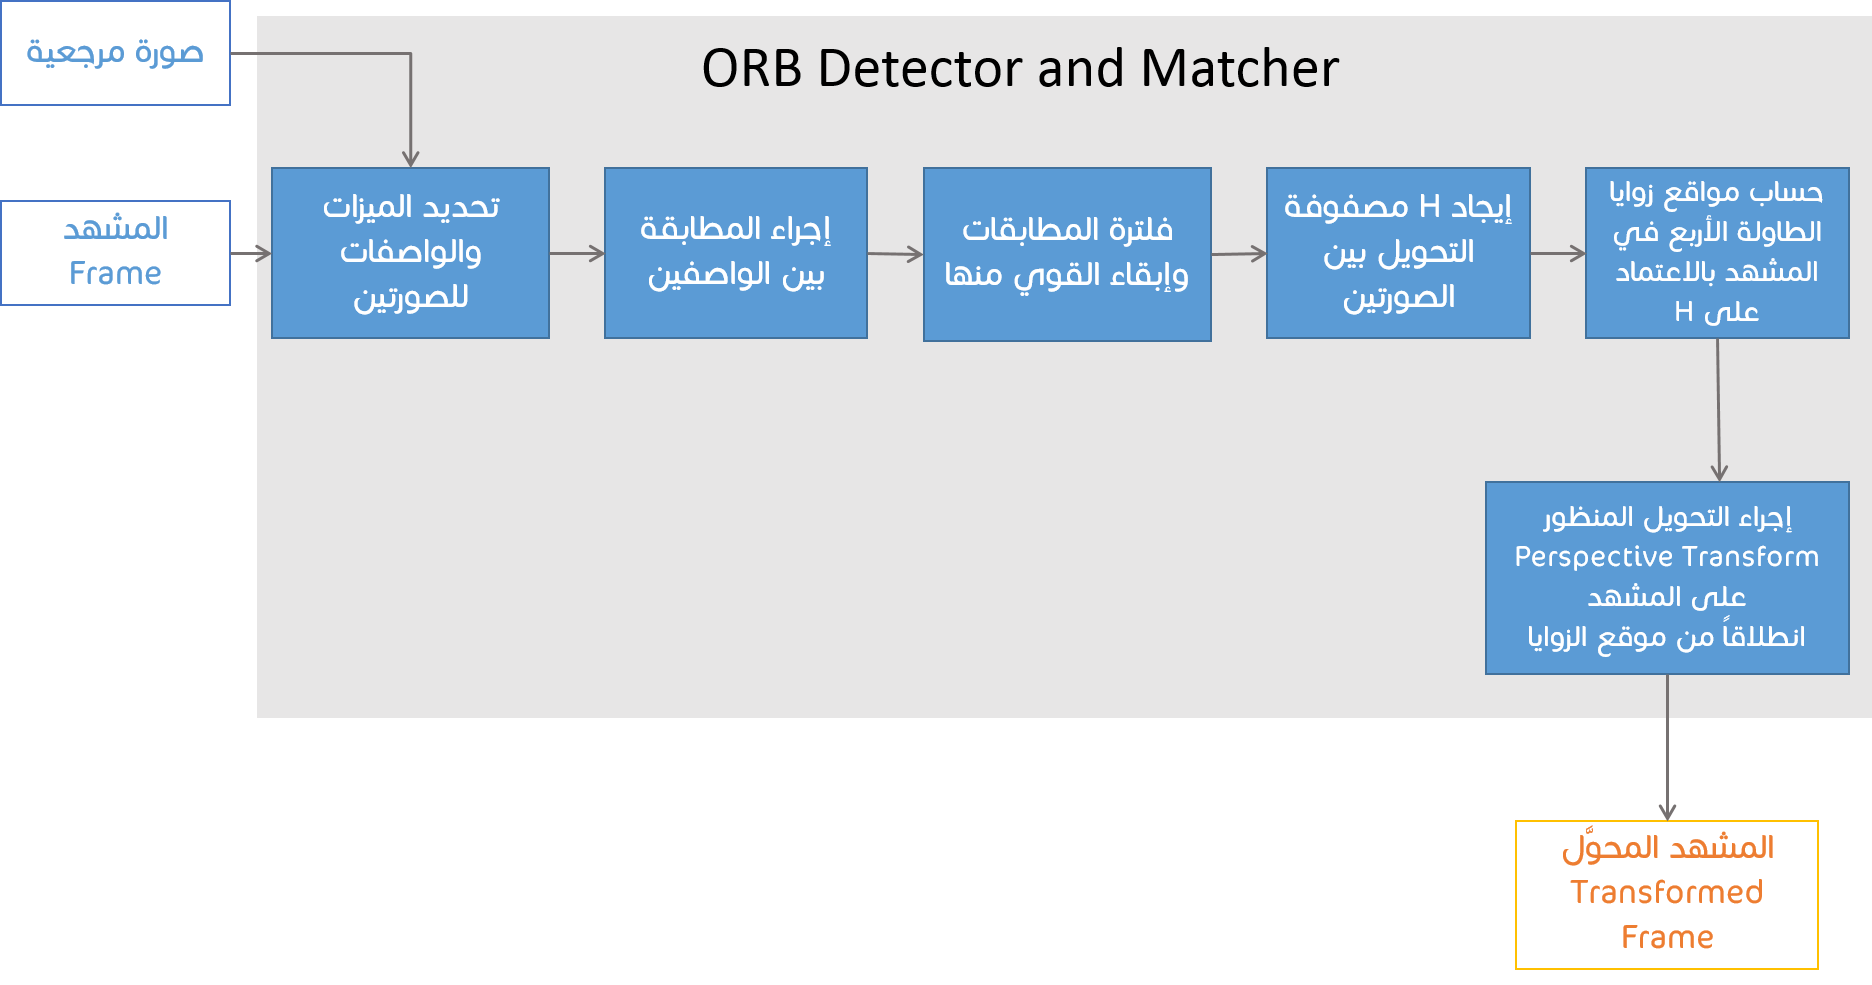 صورة مرجعية
ORB Detector and Matcher
المشهد
Frame
تحديد الميزات
والواصفات
للصورتين
إجراء المطابقة
بين الواصفين
فلترة المطابقات
وإبقاء القوي منها
إيجاد H مصفوفة
التحويل بين
الصورتين
حساب مواقع زوايا
الطاولة الأربع في
المشهد بالاعتماد
على H
إجراء التحويل المنظور
Perspective Transform
على المشهد
انطلاقاً من موقع الزوايا
المشهد المحوَّل
Transformed
Frame